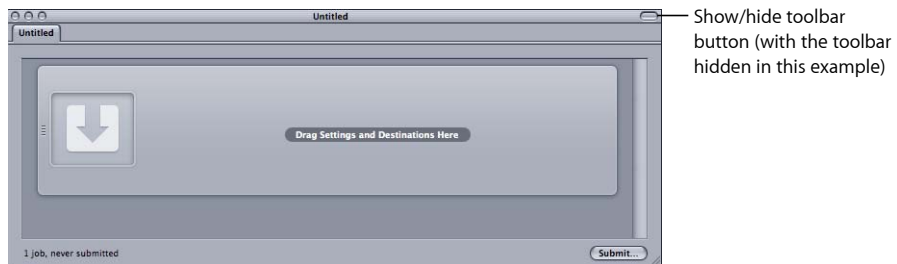 Untitled
Show/hide toolbar
button (with the toolbar
hidden in this example)
Untitled
Drag Settings and Destinations Here
1 job, never submitted
Submit...